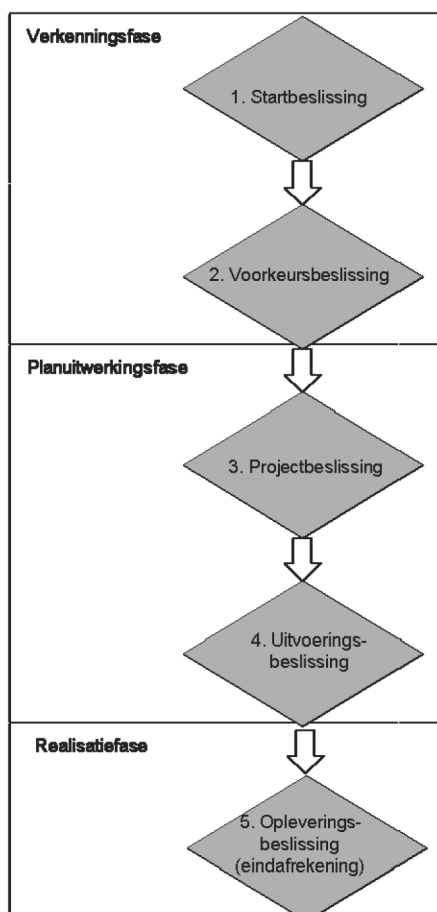 Verkenningsfase
1. Startbeslissing
2. Voorkeursbeslissing
Planuitwerkingsfase
3. Projectbeslissing
4. Uitvoerings-
beslissing
Realisatiefase
5. Opleverings-
beslissing
(eindafrekening)